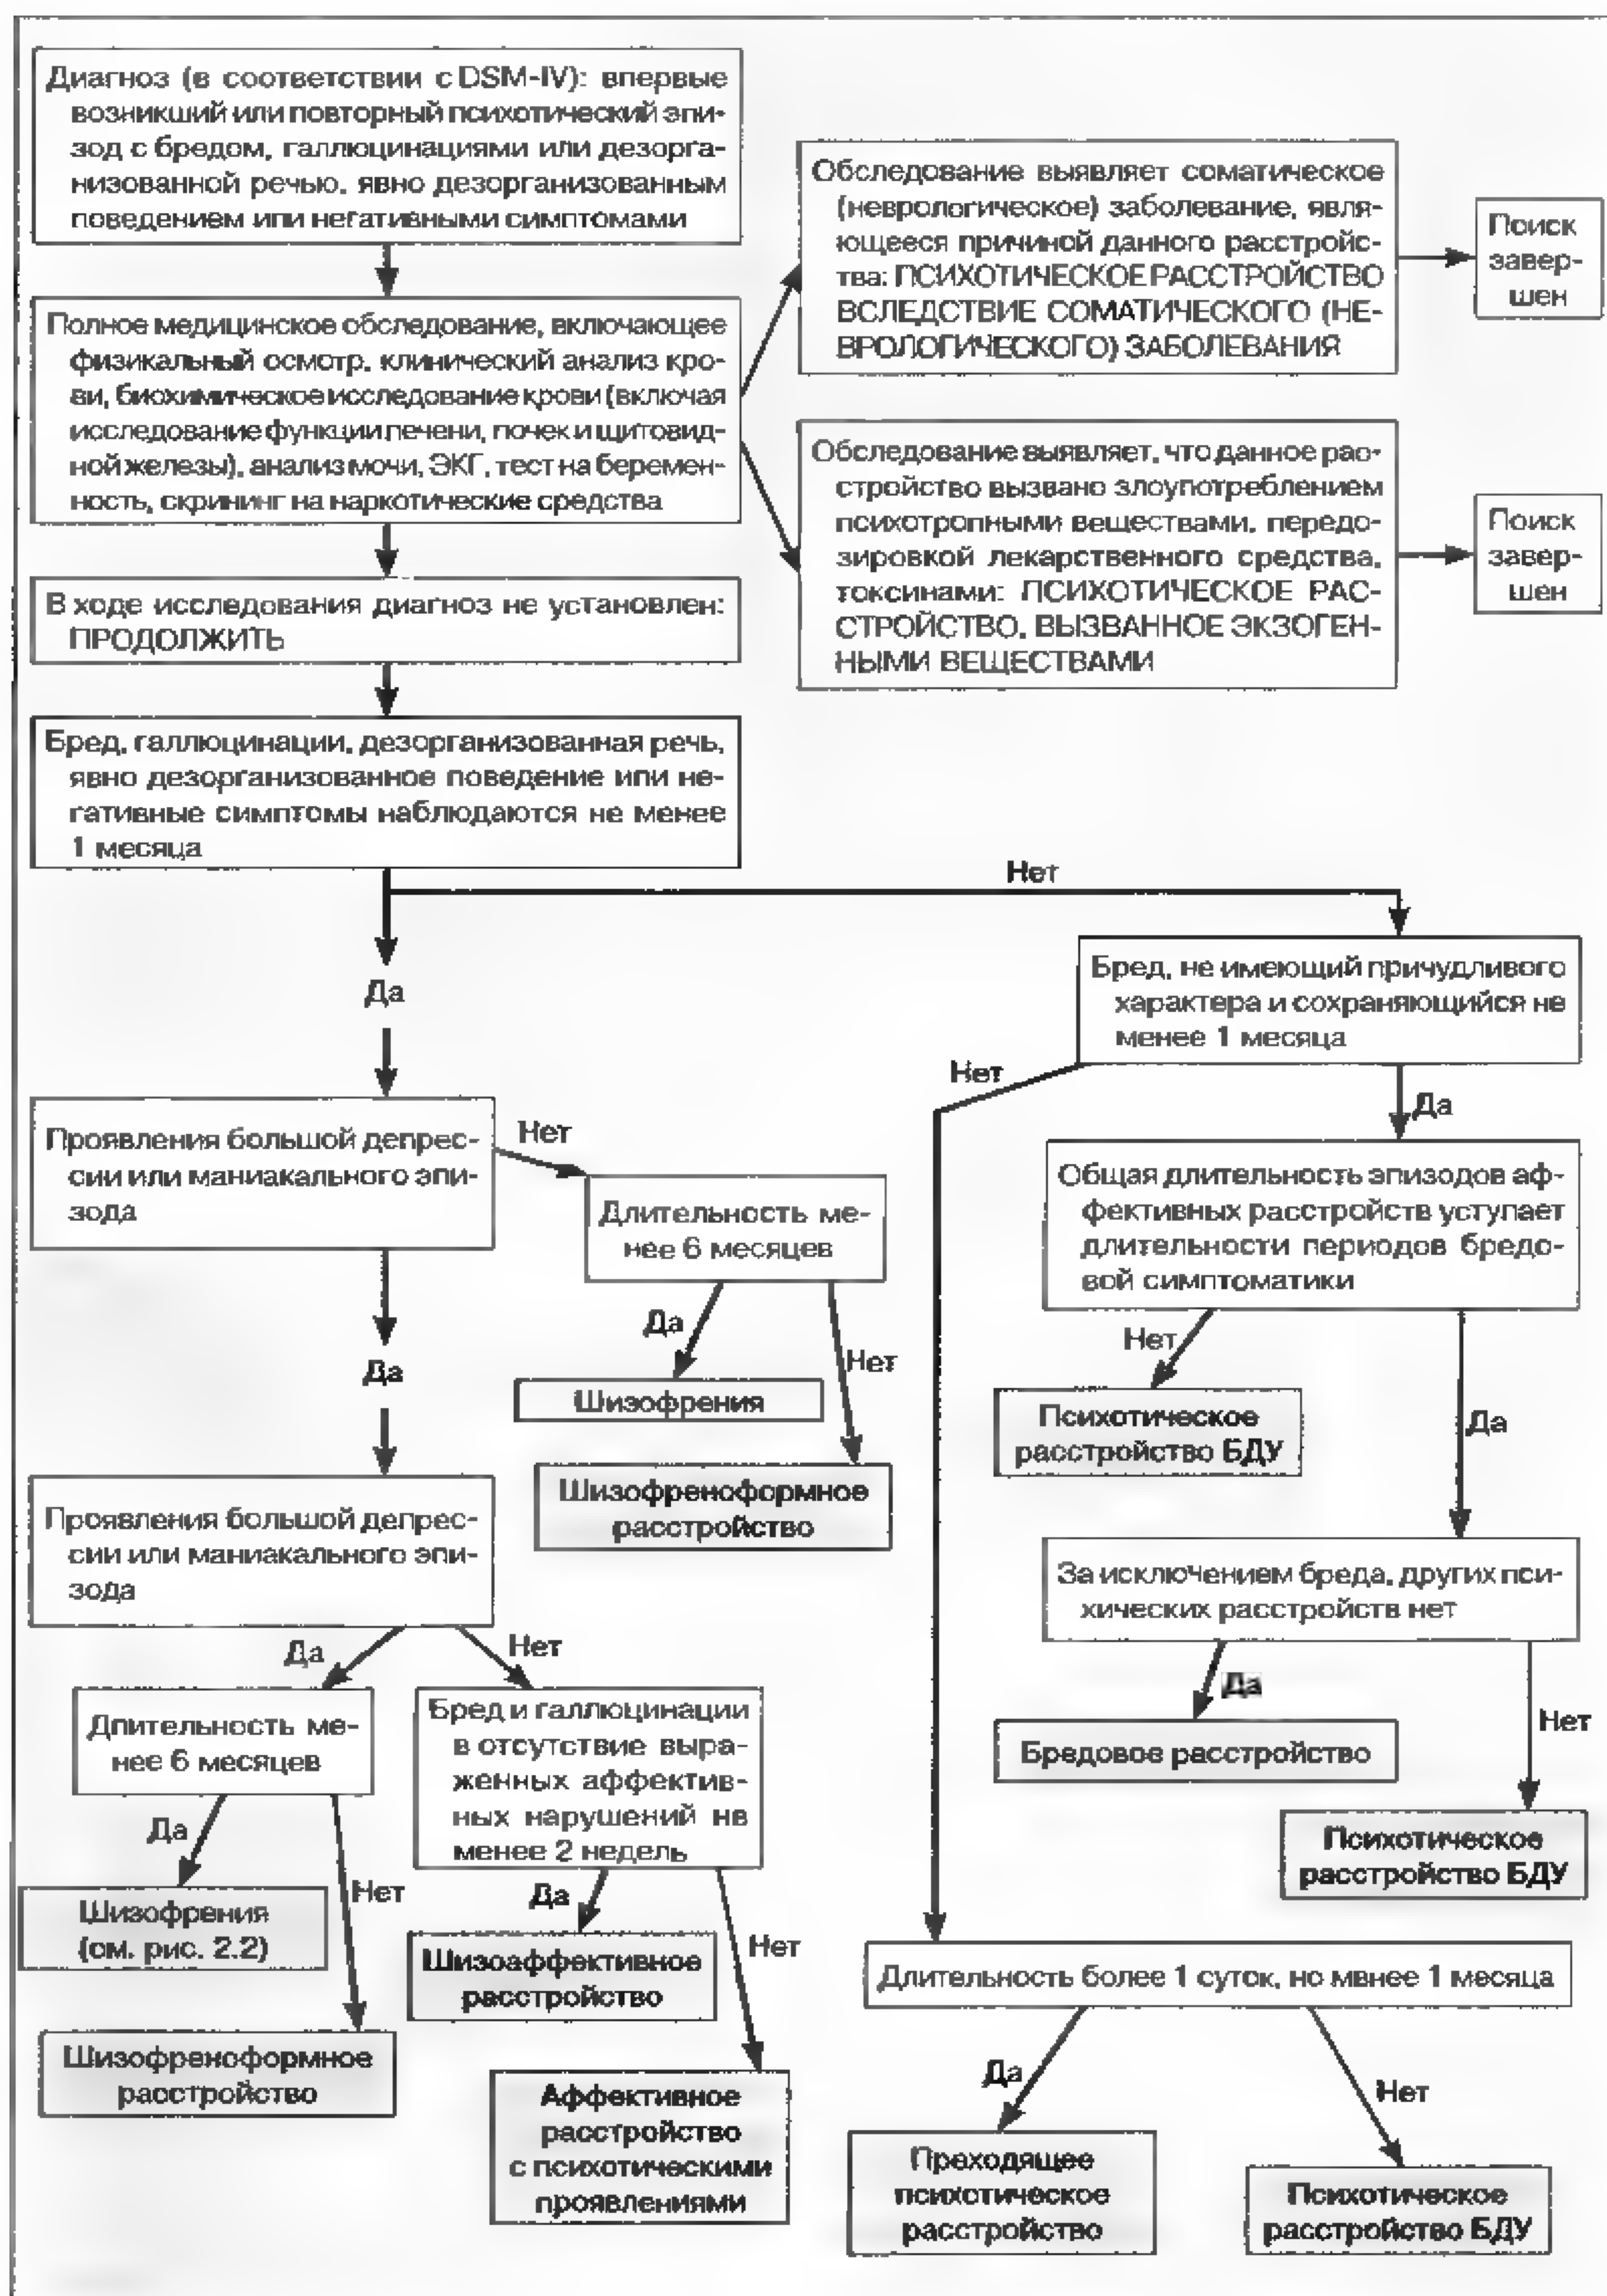 Диагноз (в соответствии с DSM-IV): впервые
возникший или повторный психотический эпи-
зод с бредом, галлюцинациями или дезорга-
низованной речью, явно дезорганизованным
поведением или негативными симптомами
Обследование выявляет соматическое
(неврологическое) заболевание, явля-
ющееся причиной данного расстройс-
тва: ПСИХОТИЧЕСКОЕ РАССТРОЙСТВО
ВСЛЕДСТВИЕ СОМАТИЧЕСКОГО (НЕ-
ВРОЛОГИЧЕСКОГО) ЗАБОЛЕВАНИЯ
Поиск
завер-
шен
Полное медицинское обследование, включающее
физикальный осмотр, клинический анализ кро-
ви, биохимическое исследование крови (включая
исследование функции печени, почек и щитовид-
ной железы), анализ мочи, ЭКГ, тест на беремен-
ность, скрининг на наркотические средства
Обследование выявляет, что данное рас-
стройство вызвано злоупотреблением
психотропными веществами, передо-
зировкой лекарственного средства,
токсинами: ПСИХОТИЧЕСКОЕ РАС-
СТРОЙСТВО, ВЫЗВАННОЕ ЭКЗОГЕН-
НЫМИ ВЕЩЕСТВАМИ
Поиск
завер-
шен
В ходе исследования диагноз не установлен:
ПРОДОЛЖИТЬ
Бред, галлюцинации, дезорганизованная речь,
явно дезорганизованное поведение или не-
гативные симптомы наблюдаются не менее
1 месяца
Нет
Да
Бред, не имеющий причудливого
характера и сохраняющийся не
менее 1 месяца
Нет
Да
Проявления большой депрес-
сии или маниакального эпи-
зода
Нет
Длительность ме-
нее 6 месяцев
Да
Нет
Шизофрения
Шизофреноформное
расстройство
Общая длительность эпизодов аф-
фективных расстройств уступает
длительности периодов бредо-
вой симптоматики
Нет
Да
Психотическое
расстройство БДУ
Да
Проявления большой депрес-
сии или маниакального эпи-
зода
За исключением бреда, других пси-
хических расстройств нет
Да
Нет
Бредовое расстройство
Психотическое
расстройство БДУ
Да
Нет
Длительность ме-
нее 6 месяцев
Бред и галлюцинации
в отсутствие выра-
женных аффектив-
ных нарушений не
менее 2 недель
Да
Нет
Шизофрения
(см. рис. 2.2)
Шизофреноформное
расстройство
Да
Нет
Шизоаффективное
расстройство
Аффективное
расстройство
с психотическими
проявлениями
Длительность более 1 суток, но менее 1 месяца
Да
Нет
Преходящее
психотическое
расстройство
Психотическое
расстройство БДУ